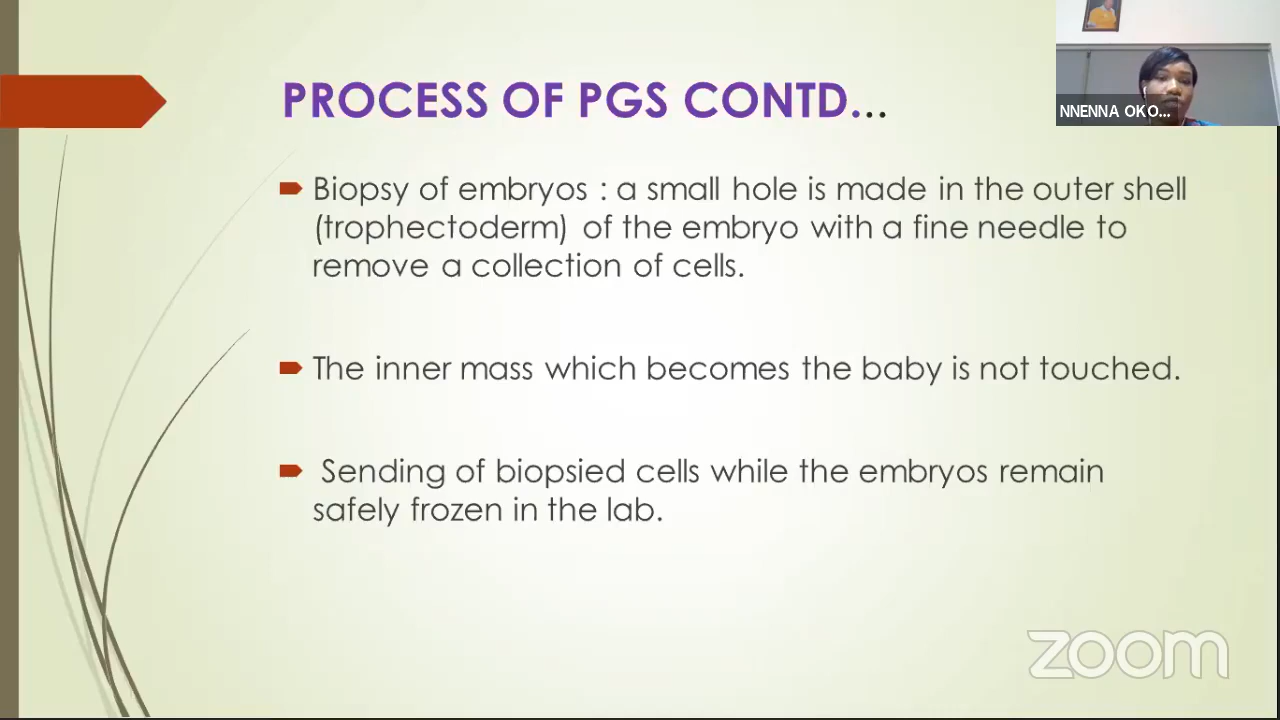 PROCESS OF PGS CONTD...
NNENNA OKO...
Biopsy of embryos : a small hole is made in the outer shell
(trophectoderm) of the embryo with a fine needle to
remove a collection of cells.
The inner mass which becomes the baby is not touched.
Sending of biopsied cells while the embryos remain
safely frozen in the lab.
zoom